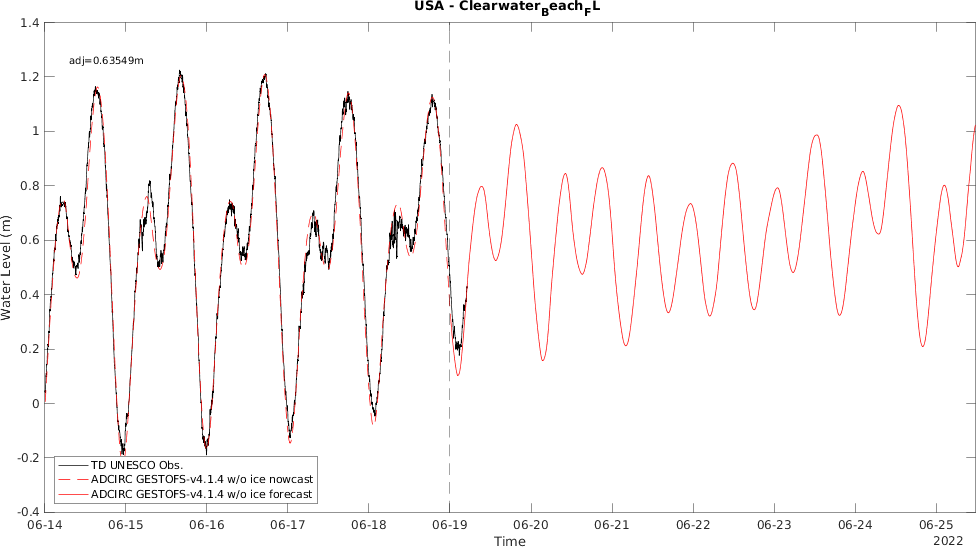 USA - Clearwater_Beach_FL
adj=0.63549m
1.4
1.2
1
0.8
0.6
0.4
0.2
0
-0.2
-0.4
Water Level (m)
TD UNESCO Obs.
ADCIRC GESTOFS-v4.1.4 w/o ice nowcast
ADCIRC GESTOFS-v4.1.4 w/o ice forecast
06-14 06-15 06-16 06-17 06-18 06-19 06-20 06-21 06-22 06-23 06-24 06-25
Time
2022